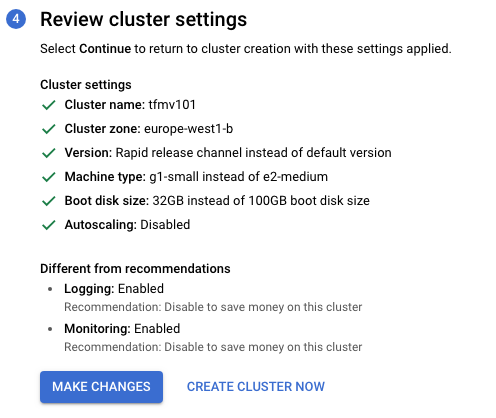 4 Review cluster settings
Select Continue to return to cluster creation with these settings applied.
Cluster settings
Cluster name: tfmv101
Cluster zone: europe-west1-b
Version: Rapid release channel instead of default version
Machine type: g1-small instead of e2-medium
Boot disk size: 32GB instead of 100GB boot disk size
Autoscaling: Disabled
Different from recommendations
Logging: Enabled
Recommendation: Disable to save money on this cluster
Monitoring: Enabled
Recommendation: Disable to save money on this cluster
MAKE CHANGES CREATE CLUSTER NOW